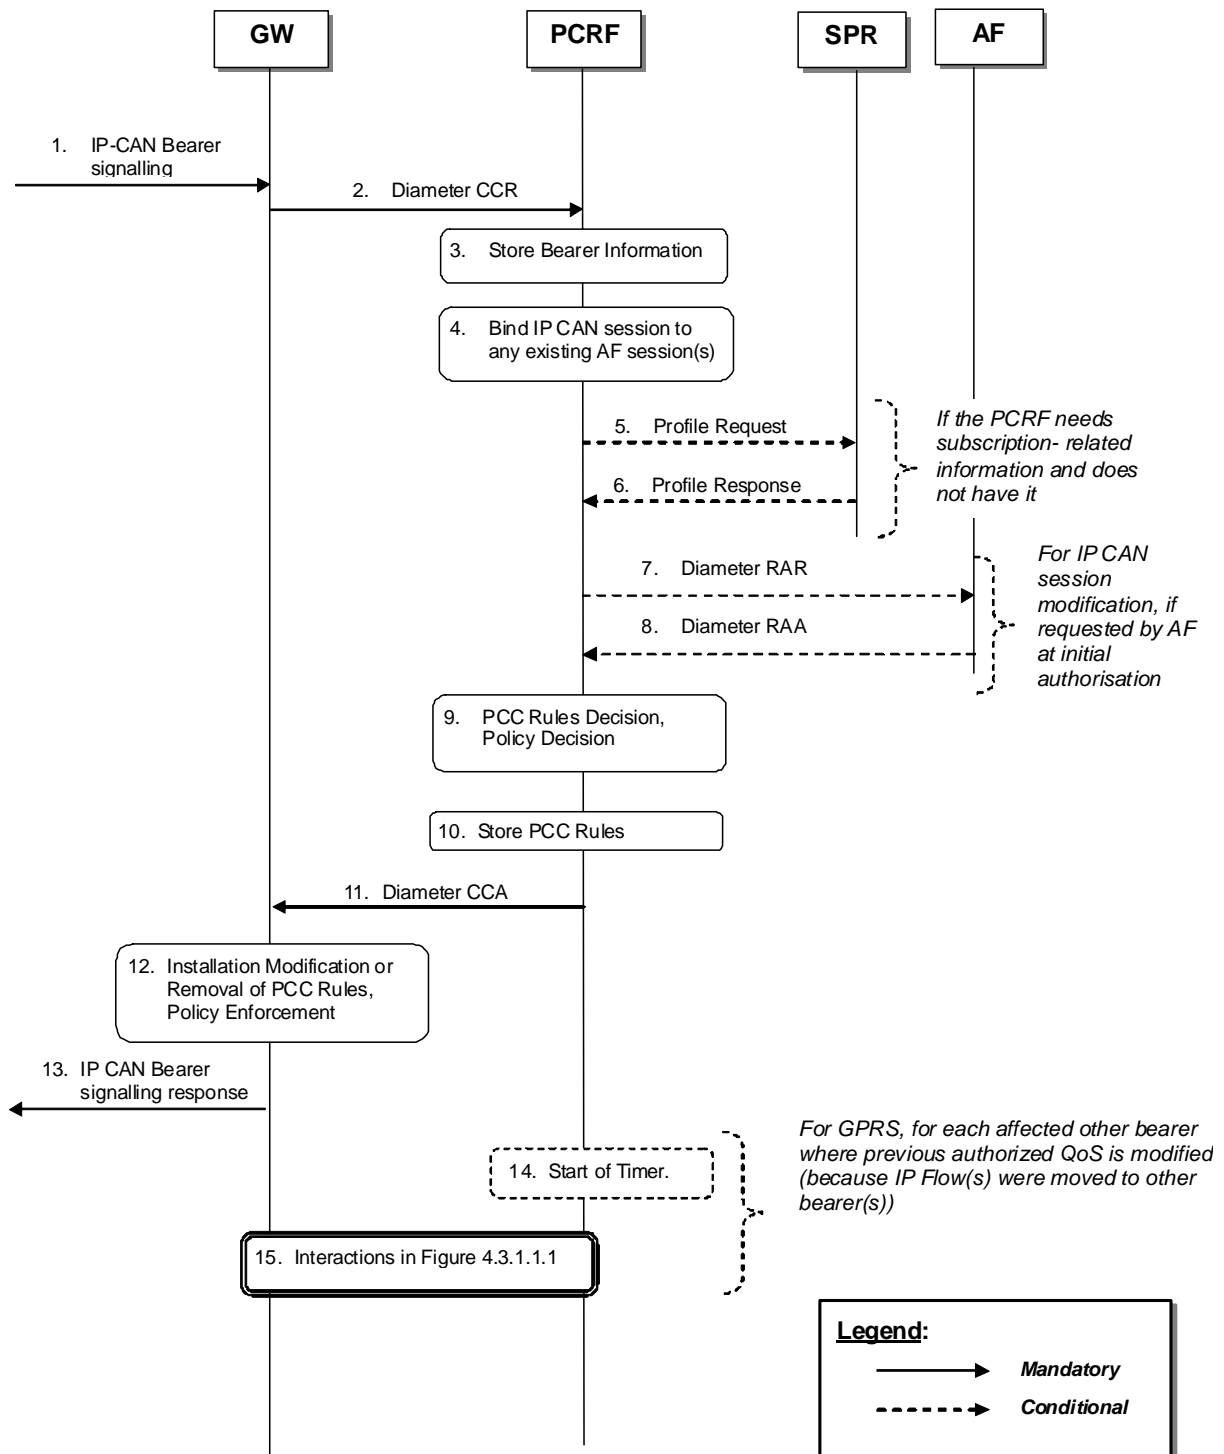 GW
PCRF
SPR
AF
1. IP-CAN Bearer
signalling
2. Diameter CCR
3. Store Bearer Information
4. Bind IP CAN session to
any existing AF session(s)
5. Profile Request
6. Profile Response
If the PCRF needs
subscription- related
information and does
not have it
7. Diameter RAR
8. Diameter RAA
For IP CAN
session
modification, if
requested by AF
at initial
authorisation
9. PCC Rules Decision,
Policy Decision
10. Store PCC Rules
11. Diameter CCA
12. Installation Modification or
Removal of PCC Rules,
Policy Enforcement
13. IP CAN Bearer
signalling response
14. Start of Timer.
For GPRS, for each affected other bearer
where previous authorized QoS is modified
(because IP Flow(s) were moved to other
bearer(s))
15. Interactions in Figure 4.3.1.1.1
Legend:
Mandatory
Conditional